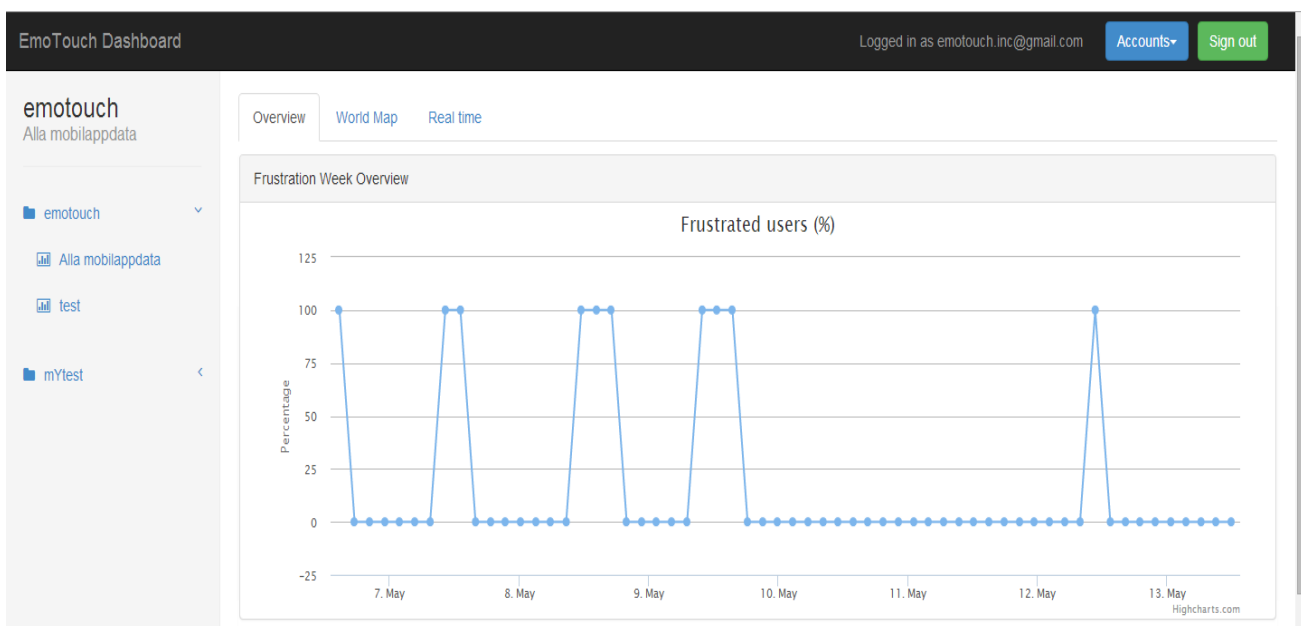 EmoTouch Dashboard
Logged in as emotouch.inc@gmail.com
Accounts
Sign out
emotouch
Alla mobilappdata
emotouch
Alla mobilappdata
test
mYtest
Overview
World Map
Real time
Frustration Week Overview
Frustrated users (%)
Percentage
125
100
75
50
25
0
−25
7. May
8. May
9. May
10. May
11. May
12. May
13. May
Highcharts.com